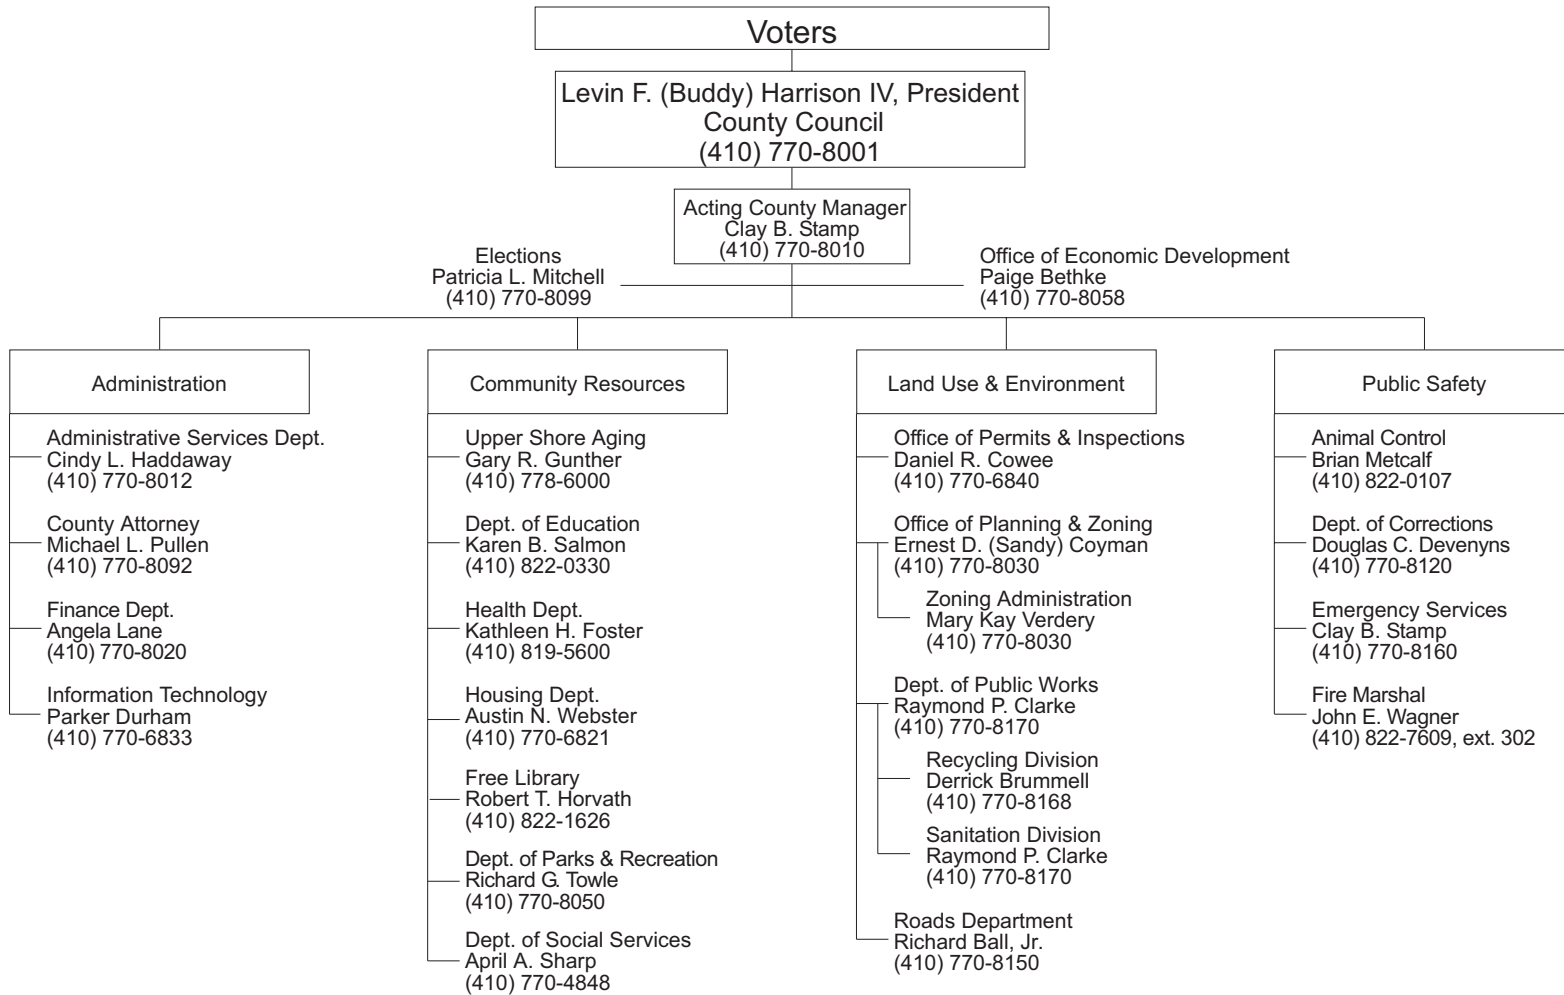 Voters
Levin F. (Buddy) Harrison IV, President
County Council
(410) 770-8001
Acting County Manager
Clay B. Stamp
(410) 770-8010
Elections
Patricia L. Mitchell
(410) 770-8099
Office of Economic Development
Paige Bethke
(410) 770-8058
Administration
Administrative Services Dept.
Cindy L. Haddaway
(410) 770-8012
County Attorney
Michael L. Pullen
(410) 770-8092
Finance Dept.
Angela Lane
(410) 770-8020
Information Technology
Parker Durham
(410) 770-6833
Community Resources
Upper Shore Aging
Gary R. Gunther
(410) 778-6000
Dept. of Education
Karen B. Salmon
(410) 822-0330
Health Dept.
Kathleen H. Foster
(410) 819-5600
Housing Dept.
Austin N. Webster
(410) 770-6821
Free Library
Robert T. Horvath
(410) 822-1626
Dept. of Parks & Recreation
Richard G. Towle
(410) 770-8050
Dept. of Social Services
April A. Sharp
(410) 770-4848
Land Use & Environment
Office of Permits & Inspections
Daniel R. Cowee
(410) 770-6840
Office of Planning & Zoning
Ernest D. (Sandy) Coyman
(410) 770-8030
Zoning Administration
Mary Kay Verdery
(410) 770-8030
Dept. of Public Works
Raymond P. Clarke
(410) 770-8170
Recycling Division
Derrick Brummell
(410) 770-8168
Sanitation Division
Raymond P. Clarke
(410) 770-8170
Roads Department
Richard Ball, Jr.
(410) 770-8150
Public Safety
Animal Control
Brian Metcalf
(410) 822-0107
Dept. of Corrections
Douglas C. Devenyns
(410) 770-8120
Emergency Services
Clay B. Stamp
(410) 770-8160
Fire Marshal
John E. Wagner
(410) 822-7609, ext. 302